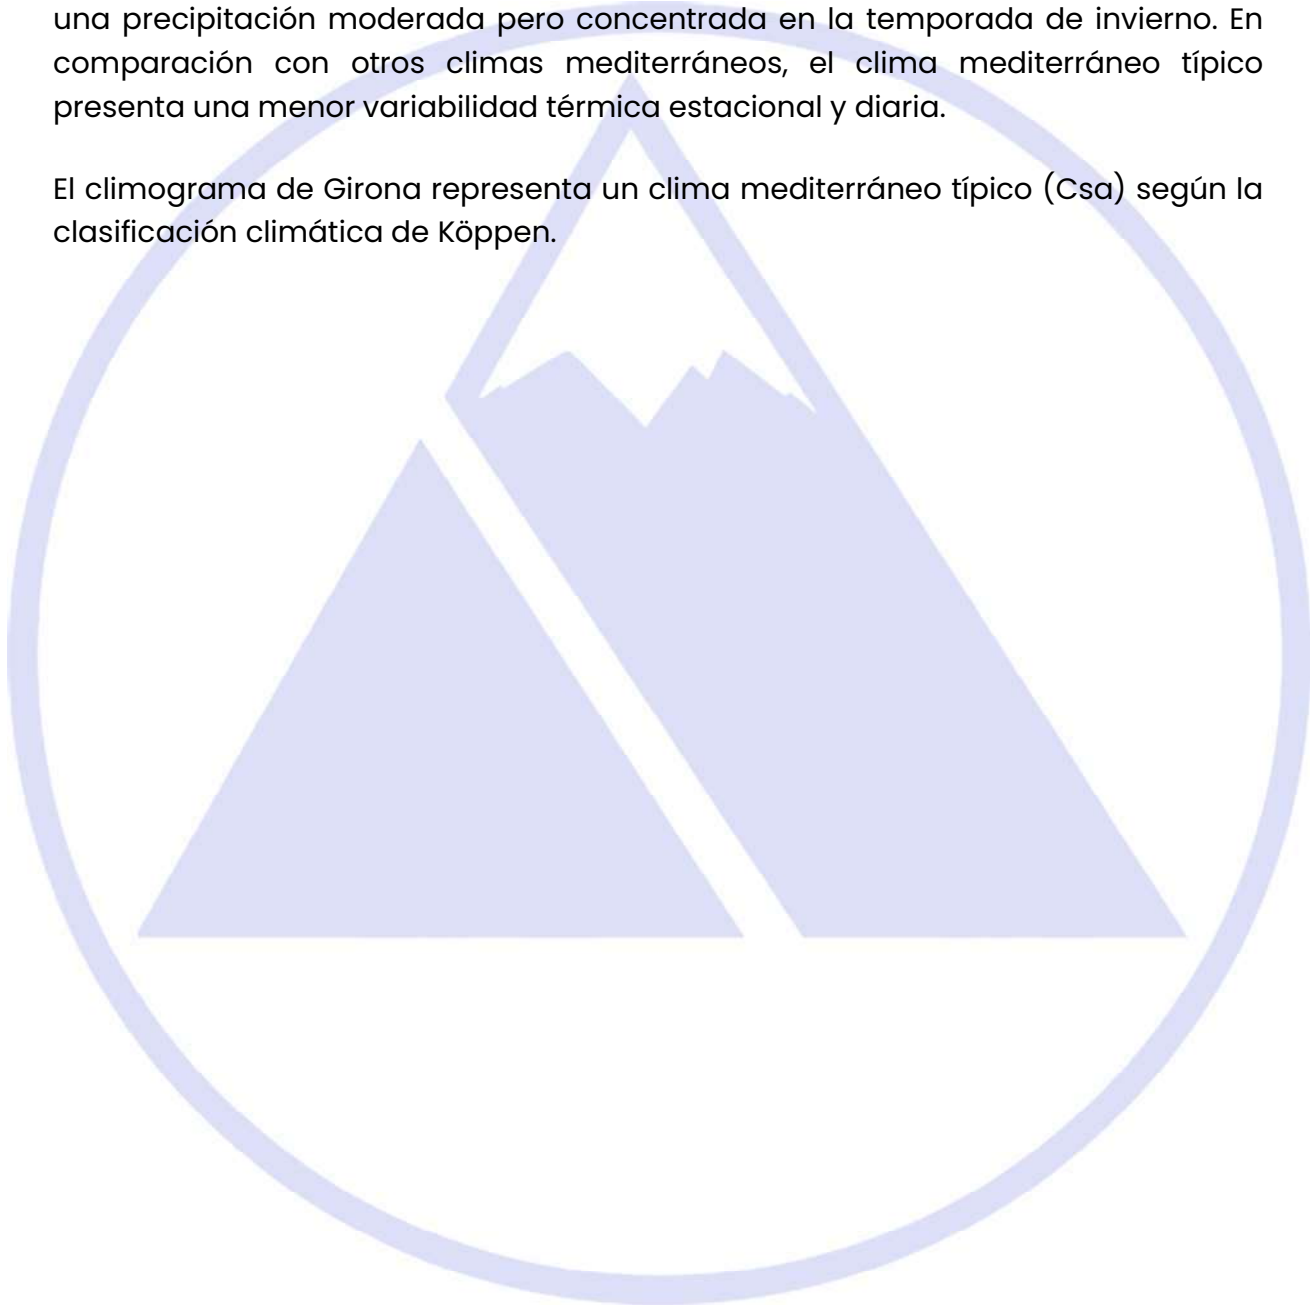 una precipitación moderada pero concentrada en la temporada de invierno. En
comparación con otros climas mediterráneos, el clima mediterráneo típico
presenta una menor variabilidad térmica estacional y diaria.
El climograma de Girona representa un clima mediterráneo típico (Csa) según la
clasificación climática de Köppen.